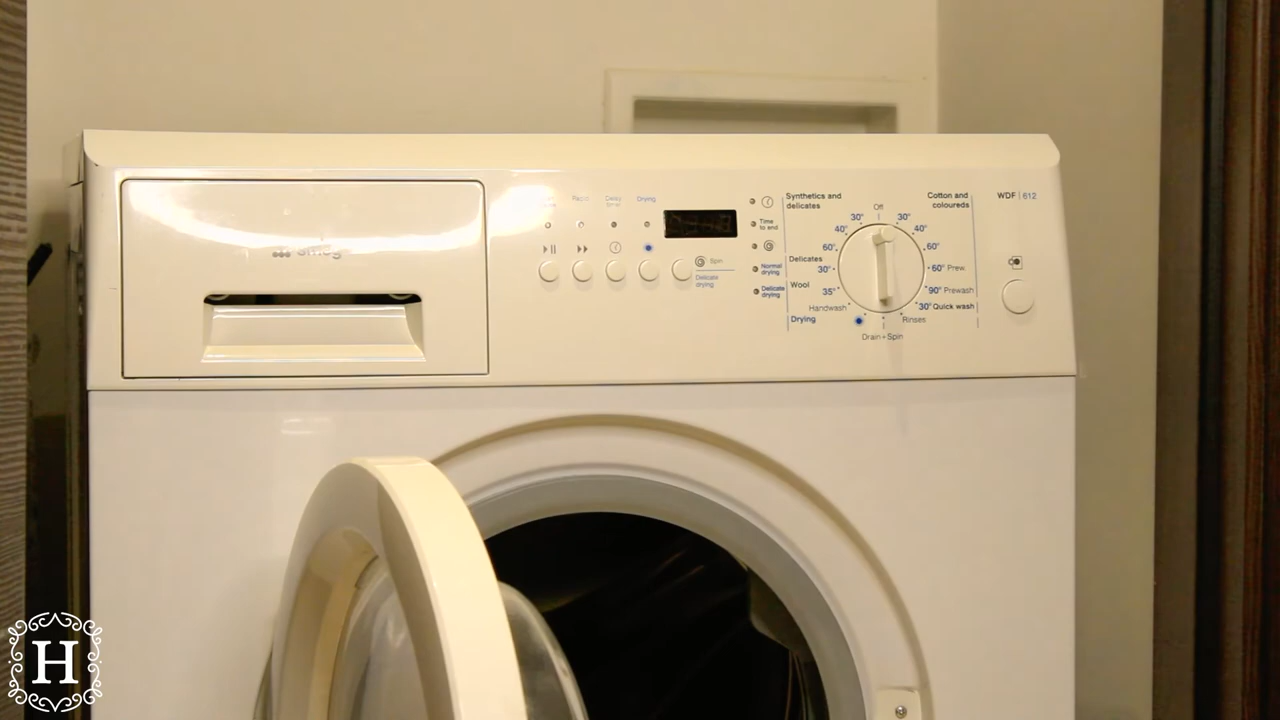 smeg
Rapid
Delay
timer
Drying
Spin
Delicate
drying
Time
to end
Normal
drying
Delicate
drying
Synthetics and
delicates
Off
Cotton and
coloureds
30°
40°
60°
Delicates
30°
Wool
35°
Handwash
Drying
30°
40°
60°
60° Prew
90° Prewash
30° Quick wash
Rinses
Drain+Spin
WDF | 612
H